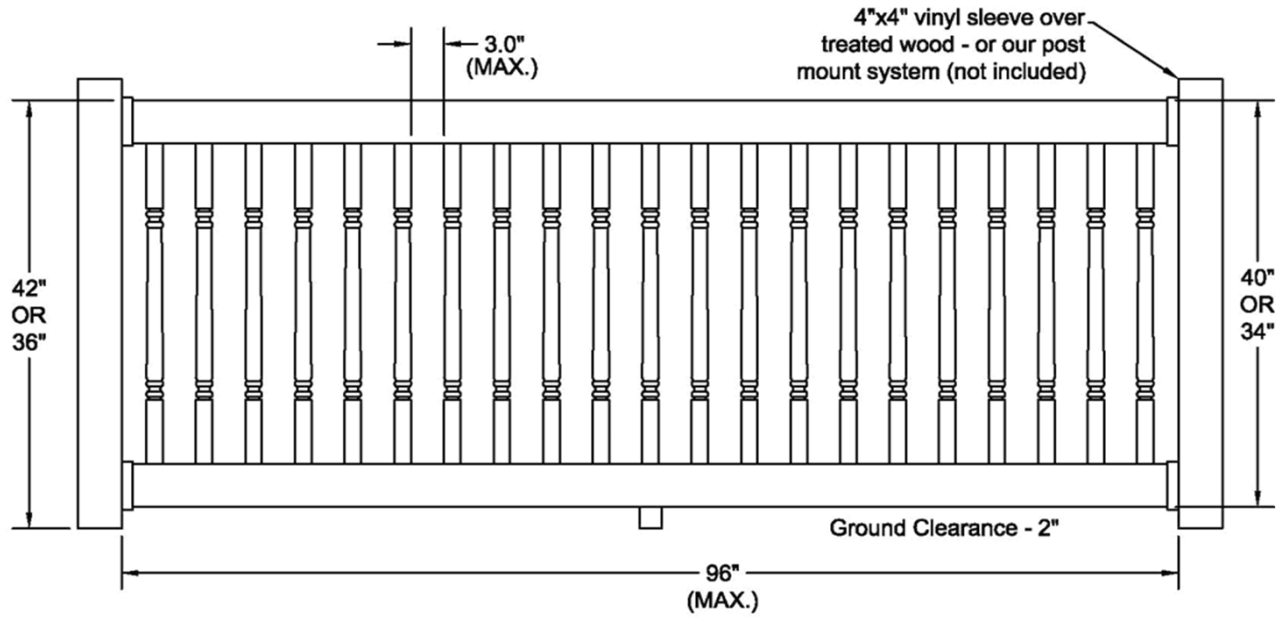 4"x4" vinyl sleeve over
treated wood - or our post
mount system (not included)
3.0"
(MAX.)
42"
OR
36"
40"
OR
34"
Ground Clearance - 2"
96"
(MAX.)